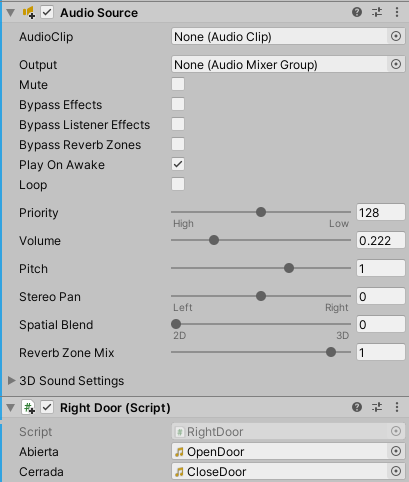 Audio Source
AudioClip None (Audio Clip)
Output None (Audio Mixer Group)
Mute
Bypass Effects
Bypass Listener Effects
Bypass Reverb Zones
Play On Awake
Loop
Priority 128
High Low
Volume 0.222
Pitch 1
Stereo Pan 0
Left Right
Spatial Blend 0
2D 3D
Reverb Zone Mix 1
3D Sound Settings
Right Door (Script)
Script RightDoor
Abierta OpenDoor
Cerrada CloseDoor